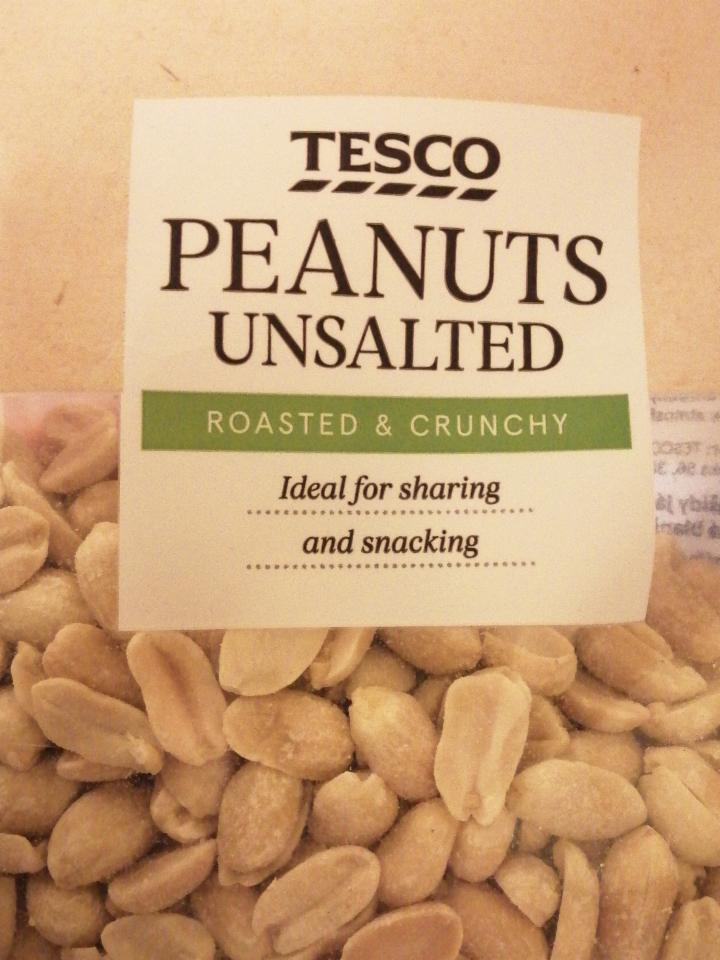 TESCO
PEANUTS
UNSALTED
ROASTED & CRUNCHY
Ideal for sharing
and snacking